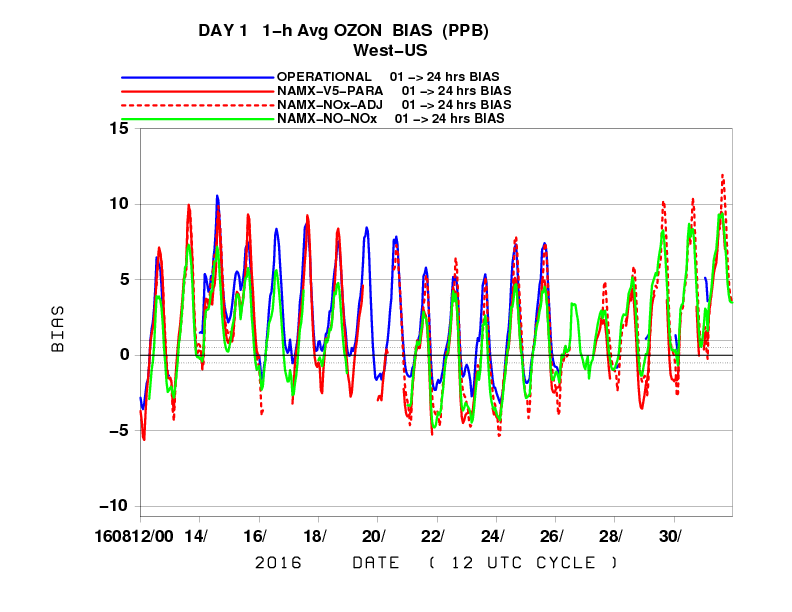 DAY 1 1-h Avg OZON BIAS (PPB)
West-US
OPERATIONAL 01 -> 24 hrs BIAS
NAMX-V5-PARA 01 -> 24 hrs BIAS
NAMX-NOx-ADJ 01 -> 24 hrs BIAS
NAMX-NO-NOx 01 -> 24 hrs BIAS
15
10
5
0
-5
-10
BIAS
160812/00 14/ 16/ 18/ 20/ 22/ 24/ 26/ 28/ 30/
2016 DATE ( 12 UTC CYCLE )